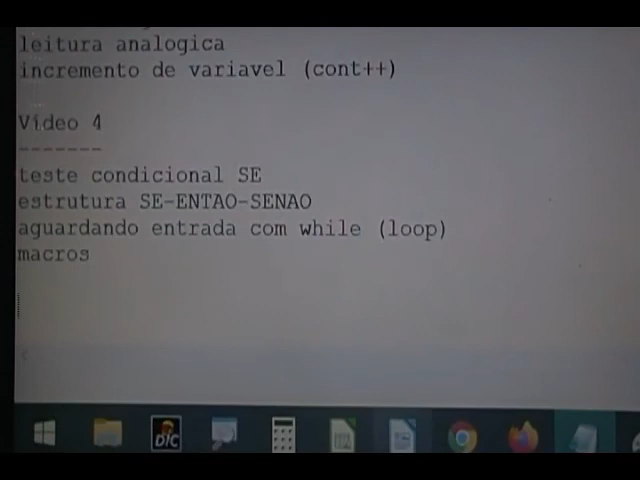 leitura analogica
incremento de variavel (cont++)
Video 4
-------
teste condicional SE
estrutura SE-ENTAO-SENAO
aguardando entrada com while (loop)
macros
DIC